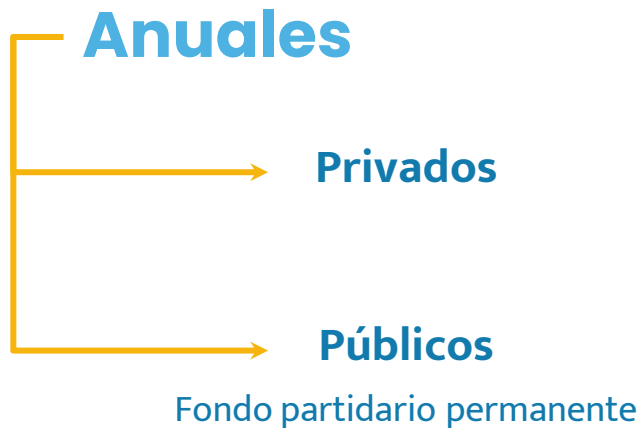 Anuales
Privados
Públicos
Fondo partidario permanente